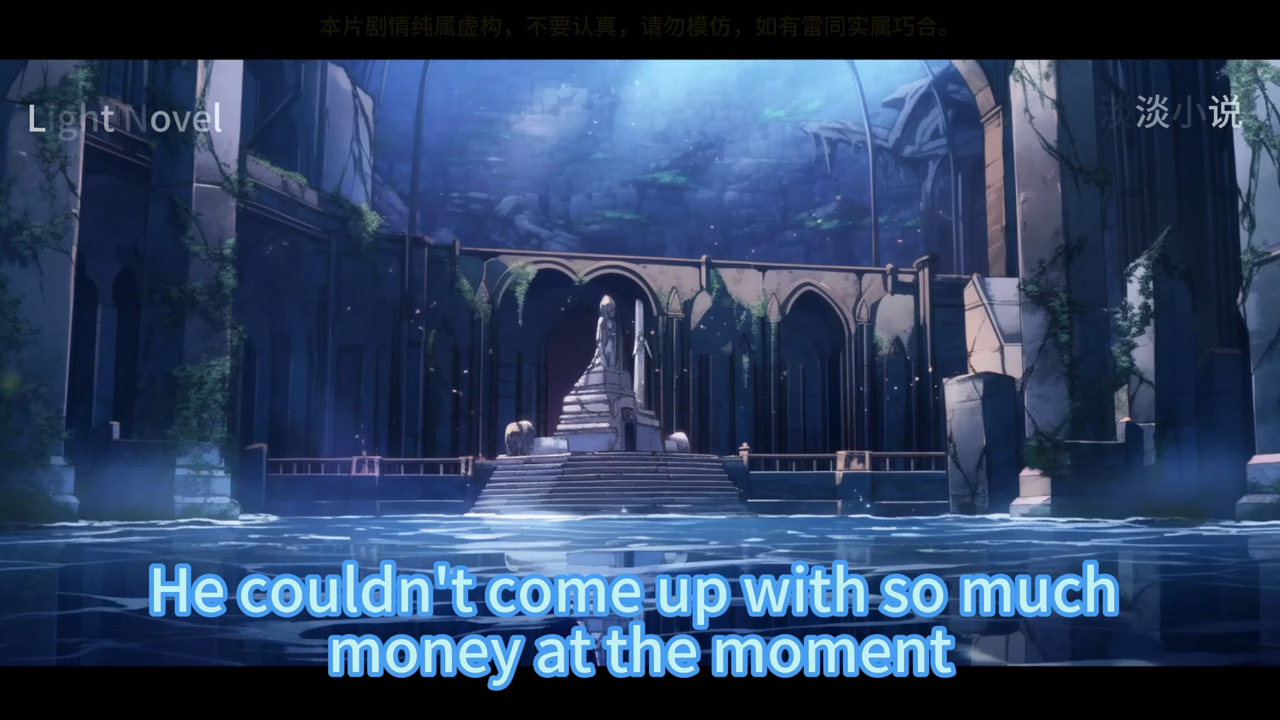 本片剧情纯属虚构，不要认真，请勿模仿，如有雷同实属巧合。
Light Novel
淡淡小说
He couldn't come up with so much
money at the moment